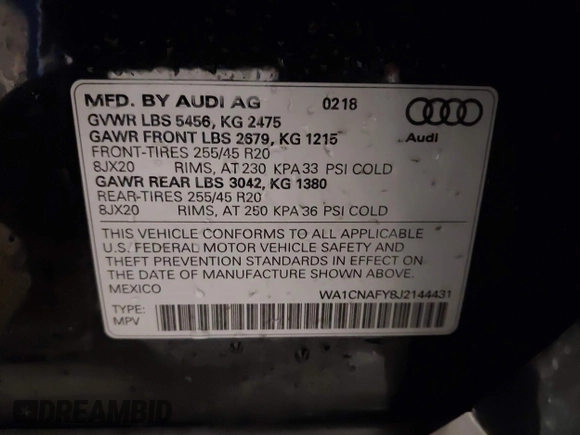 MFD. BY AUDI AG 0218
GVWR LBS 5456, KG 2475
GAWR FRONT LBS 2679, KG 1215
FRONT-TIRES 255/45 R20
8JX20 RIMS, AT 230 KPA 33 PSI COLD
GAWR REAR LBS 3042, KG 1380
REAR-TIRES 255/45 R20
8JX20 RIMS, AT 250 KPA 36 PSI COLD
Audi
THIS VEHICLE CONFORMS TO ALL APPLICABLE
U.S. FEDERAL MOTOR VEHICLE SAFETY AND
THEFT PREVENTION STANDARDS IN EFFECT ON
THE DATE OF MANUFACTURE SHOWN ABOVE.
MEXICO WA1CNAFY8J2144431
TYPE:
MPV
DREAMBID